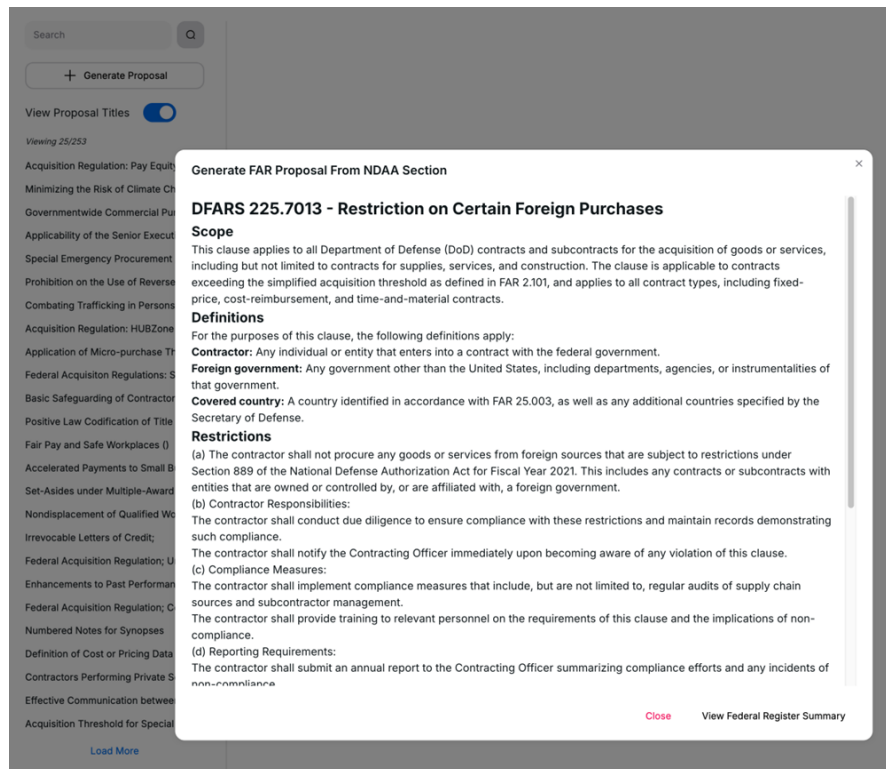 Search
Generate Proposal
View Proposal Titles
Viewing 25/253
Acquisition Regulation: Pay Equity
Minimizing the Risk of Climate Ch
Governmentwide Commercial Pu
Applicability of the Senior Execut
Special Emergency Procurement
Prohibition on the Use of Reverse
Combating Trafficking in Persons
Acquisition Regulation: HUBZone
Application of Micro-purchase Th
Federal Acquisiton Regulations: S
Basic Safeguarding of Contractor
Positive Law Codification of Title
Fair Pay and Safe Workplaces ()
Accelerated Payments to Small B
Set-Asides under Multiple-Award
Nondisplacement of Qualified Wo
Irrevocable Letters of Credit;
Federal Acquisition Regulation; U
Enhancements to Past Performan
Federal Acquisition Regulation; C
Numbered Notes for Synopses
Definition of Cost or Pricing Data
Contractors Performing Private S
Effective Communication betwee
Acquisition Threshold for Special
Load More
Generate FAR Proposal From NDAA Section
DFARS 225.7013 - Restriction on Certain Foreign Purchases
Scope
This clause applies to all Department of Defense (DoD) contracts and subcontracts for the acquisition of goods or services,
including but not limited to contracts for supplies, services, and construction. The clause is applicable to contracts
exceeding the simplified acquisition threshold as defined in FAR 2.101, and applies to all contract types, including fixed-
price, cost-reimbursement, and time-and-material contracts.
Definitions
For the purposes of this clause, the following definitions apply:
Contractor: Any individual or entity that enters into a contract with the federal government.
Foreign government: Any government other than the United States, including departments, agencies, or instrumentalities of
that government.
Covered country: A country identified in accordance with FAR 25.003, as well as any additional countries specified by the
Secretary of Defense.
Restrictions
(a) The contractor shall not procure any goods or services from foreign sources that are subject to restrictions under
Section 889 of the National Defense Authorization Act for Fiscal Year 2021. This includes any contracts or subcontracts with
entities that are owned or controlled by, or are affiliated with, a foreign government.
(b) Contractor Responsibilities:
The contractor shall conduct due diligence to ensure compliance with these restrictions and maintain records demonstrating
such compliance.
The contractor shall notify the Contracting Officer immediately upon becoming aware of any violation of this clause.
(c) Compliance Measures:
The contractor shall implement compliance measures that include, but are not limited to, regular audits of supply chain
sources and subcontractor management.
The contractor shall provide training to relevant personnel on the requirements of this clause and the implications of non-
compliance.
(d) Reporting Requirements:
The contractor shall submit an annual report to the Contracting Officer summarizing compliance efforts and any incidents of
non-compliance
Close
View Federal Register Summary